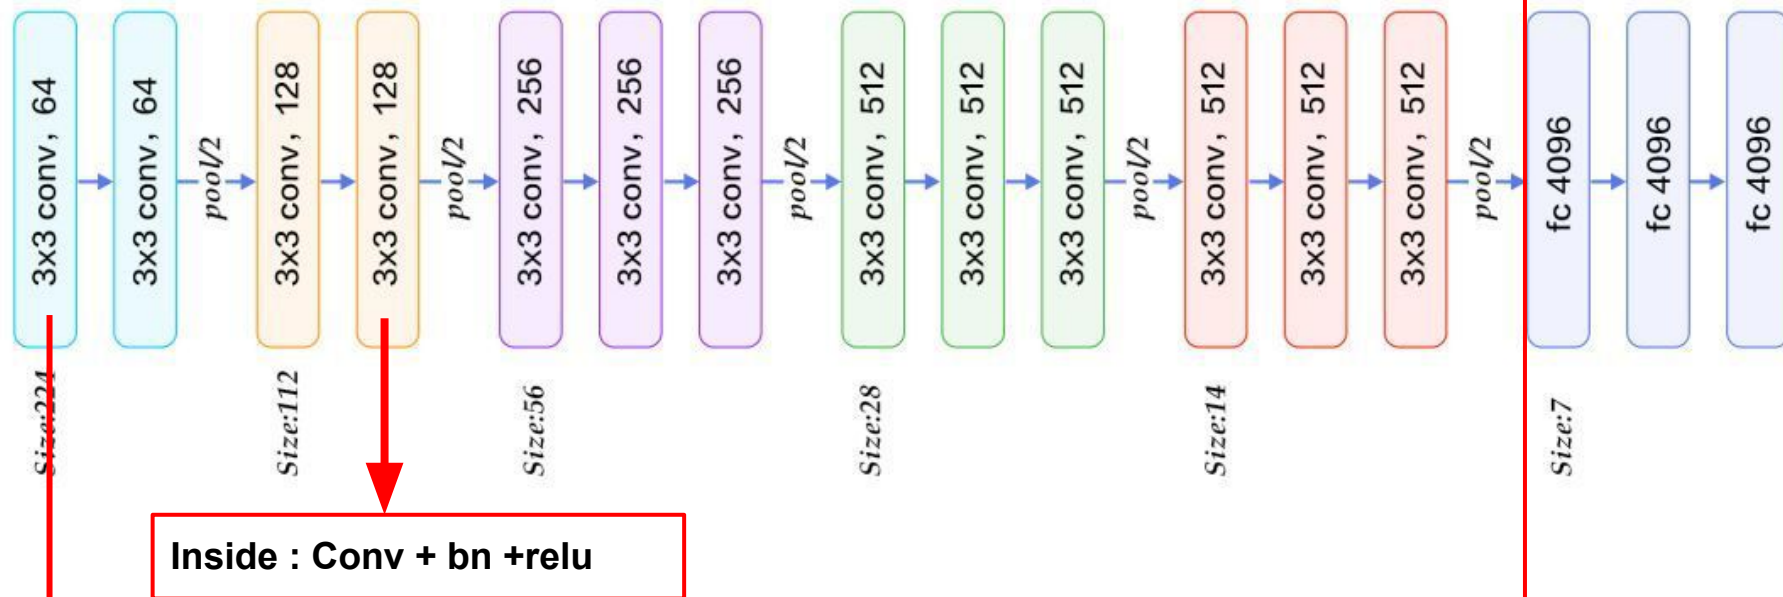 3x3 conv, 64
3x3 conv, 64
pool/2
3x3 conv, 128
3x3 conv, 128
pool/2
3x3 conv, 256
3x3 conv, 256
3x3 conv, 256
pool/2
3x3 conv, 512
3x3 conv, 512
3x3 conv, 512
pool/2
3x3 conv, 512
3x3 conv, 512
3x3 conv, 512
pool/2
fc 4096
fc 4096
fc 4096
Size:224
Size:112
Size:56
Size:28
Size:14
Size:7
Inside : Conv + bn +relu